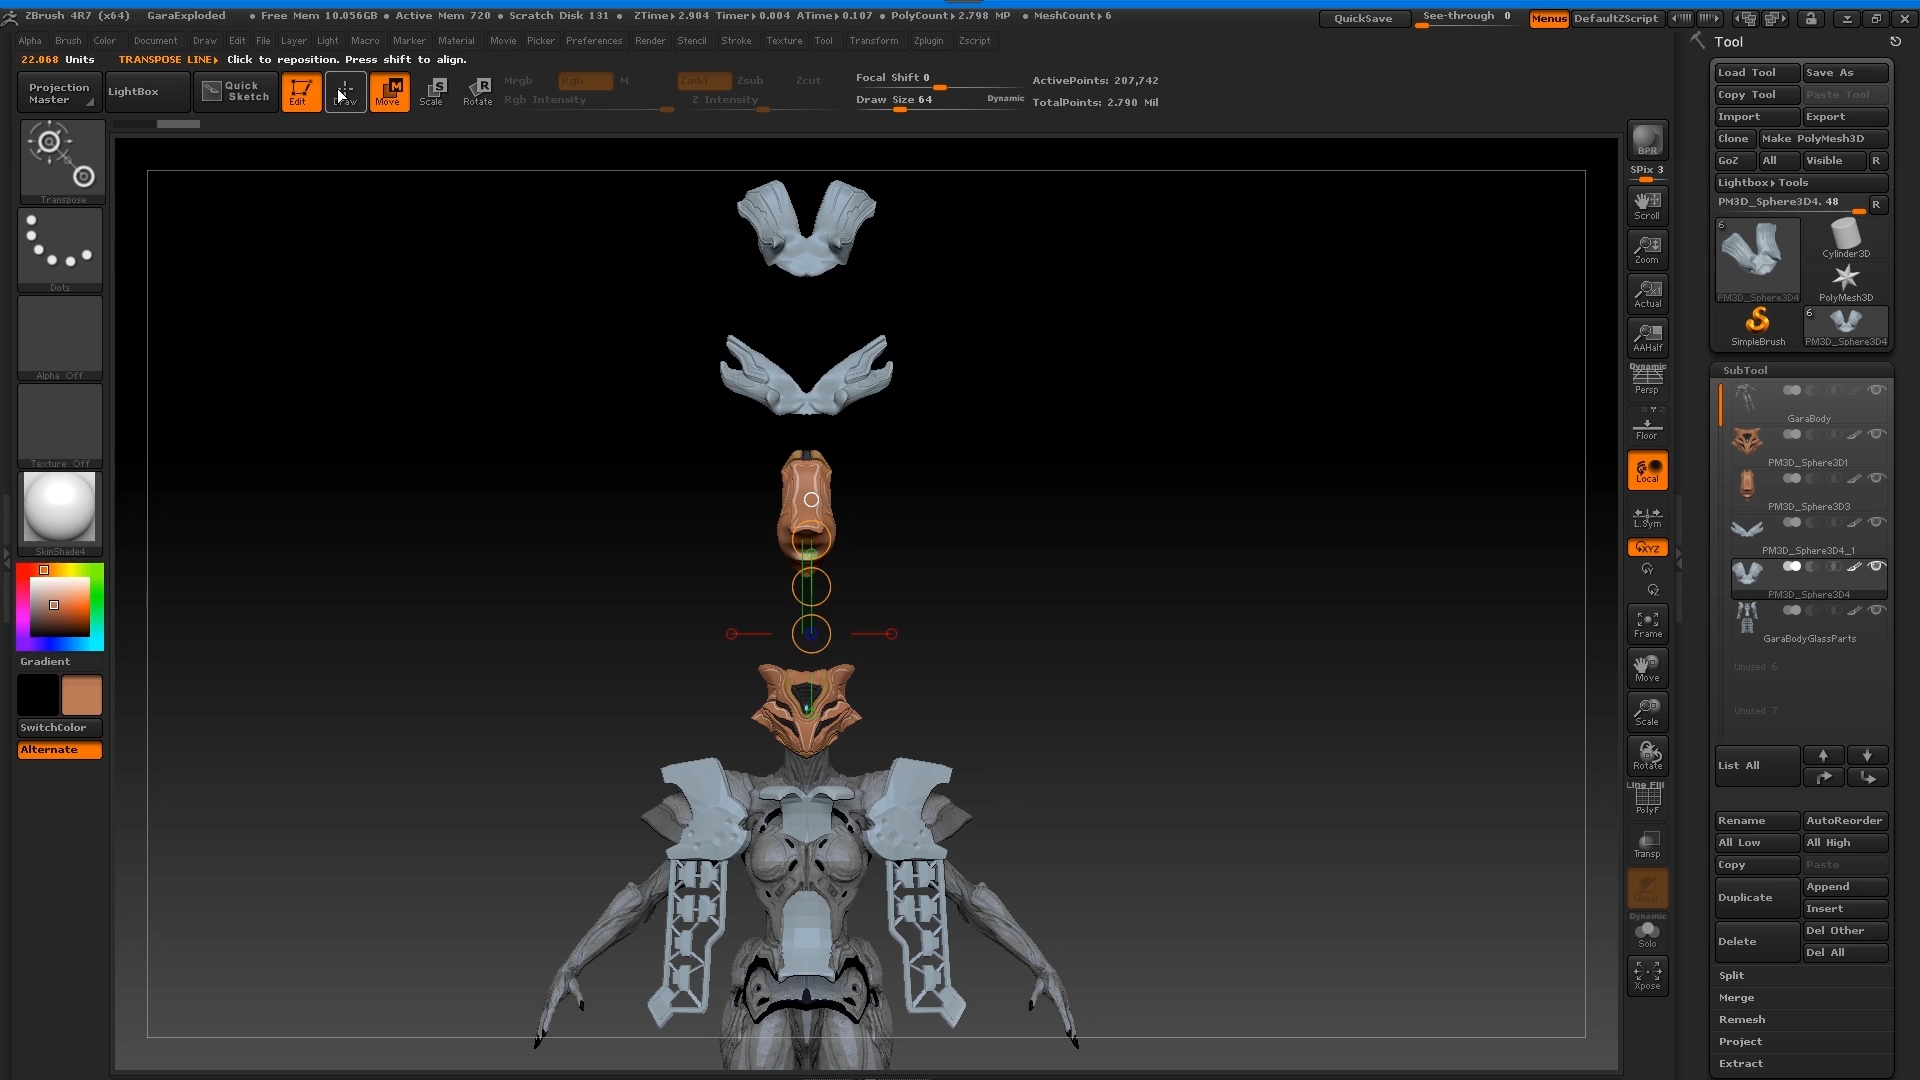 ZBrush 4R7 (x64) GaraExploded • Free Mem 10.056GB • Active Mem 720 • Scratch Disk 131 • ZTime▸2.904 Timer▸0.004 ATime▸0.107 • PolyCount▸2.798 MP • MeshCount▸6 QuickSave See-through 0 Menus DefaultZScript
Alpha Brush Color Document Draw Edit File Layer Light Macro Marker Material Movie Picker Preferences Render Stencil Stroke Texture Tool Transform Zplugin Zscript
22.068 Units TRANSPOSE LINE▸ Click to reposition. Press shift to align.
Projection Master
LightBox
Quick Sketch
Edit
Draw
Move
Scale
Rotate
Mrgb Rgb M Zadd Zsub Zcut
Rgb Intensity Z Intensity
Focal Shift 0
Draw Size 64 Dynamic
ActivePoints: 207,742
TotalPoints: 2.790 Mil
Transpose
Dots
Alpha Off
Texture Off
SkinShade4
Gradient
SwitchColor
Alternate
BPR
SPix 3
Scroll
Zoom
Actual
AAHalf
Dynamic
Persp
Floor
Local
L.Sym
XYZ
Frame
Move
Scale
Rotate
Line Fill
PolyF
Transp
Ghost
Dynamic
Solo
Xpose
Tool
Load Tool Save As
Copy Tool Paste Tool
Import Export
Clone Make PolyMesh3D
GoZ All Visible R
Lightbox▸Tools
PM3D_Sphere3D4. 48 R
6
PM3D_Sphere3D4
Cylinder3D
PolyMesh3D
SimpleBrush
6
PM3D_Sphere3D4
SubTool
GaraBody
PM3D_Sphere3D1
PM3D_Sphere3D3
PM3D_Sphere3D4_1
PM3D_Sphere3D4
GaraBodyGlassParts
Unused 6
Unused 7
List All
Rename AutoReorder
All Low All High
Copy Paste
Duplicate Append
Insert
Delete Del Other
Del All
Split
Merge
Remesh
Project
Extract